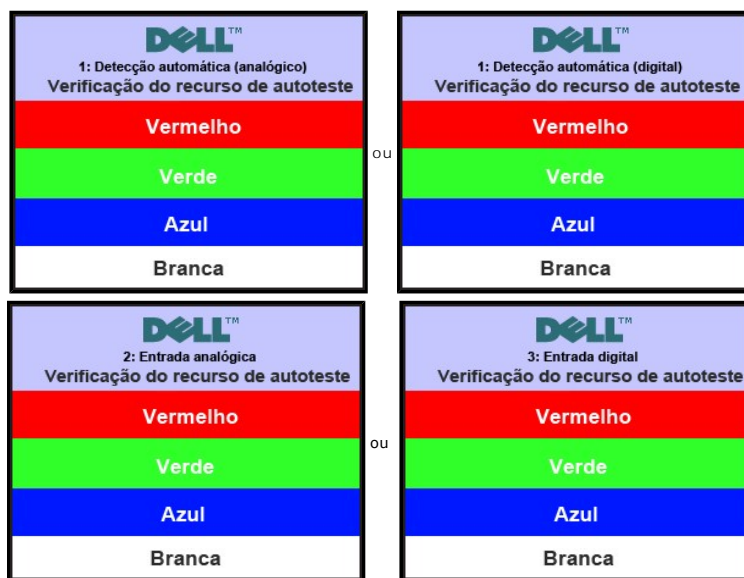 DELL™
1: Detecção automática (analógico)
Verificação do recurso de autoteste
Vermelho
Verde
Azul
Branca
ou
DELL™
1: Detecção automática (digital)
Verificação do recurso de autoteste
Vermelho
Verde
Azul
Branca
DELL™
2: Entrada analógica
Verificação do recurso de autoteste
Vermelho
Verde
Azul
Branca
ou
DELL™
3: Entrada digital
Verificação do recurso de autoteste
Vermelho
Verde
Azul
Branca